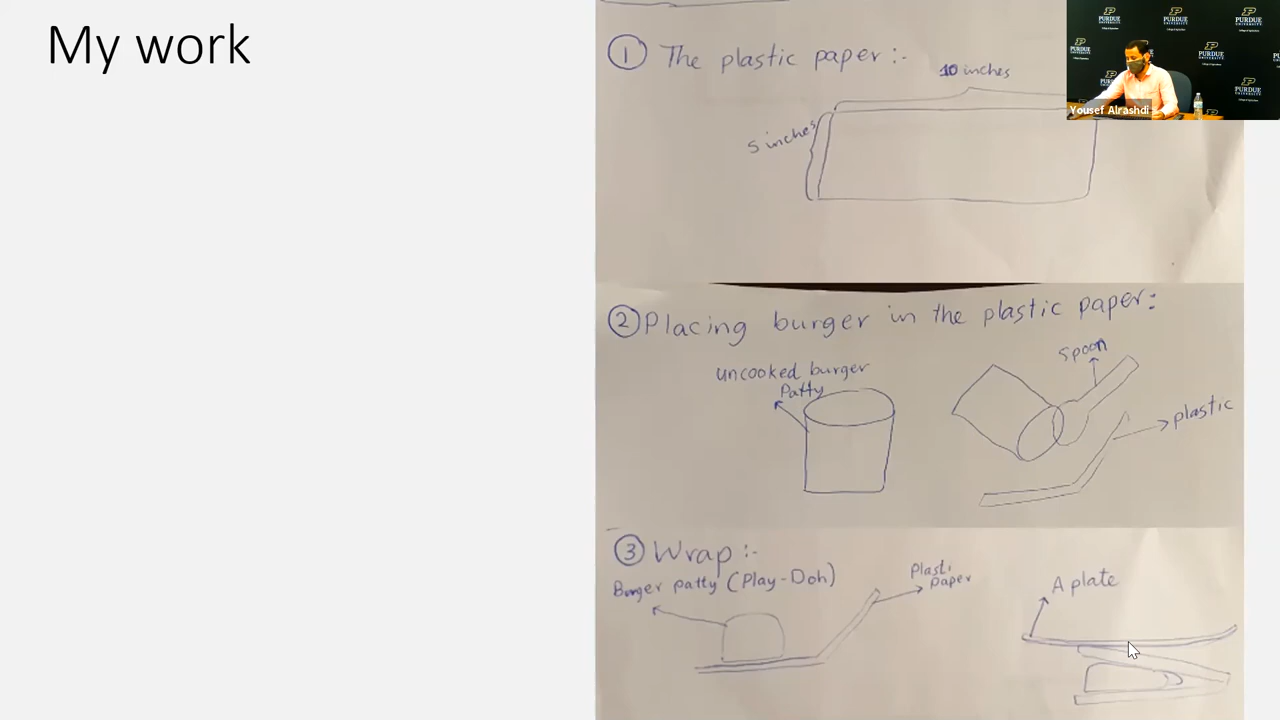 My work
① The plastic paper :-
10 inches
5 inches
② Placing burger in the plastic paper:
uncooked burger
Patty
Spoon
plastic
③ Wrap :-
Burger patty (Play-Doh)
Plasti
Paper
A plate
PURDUE
UNIVERSITY
Yousef Alrashdi